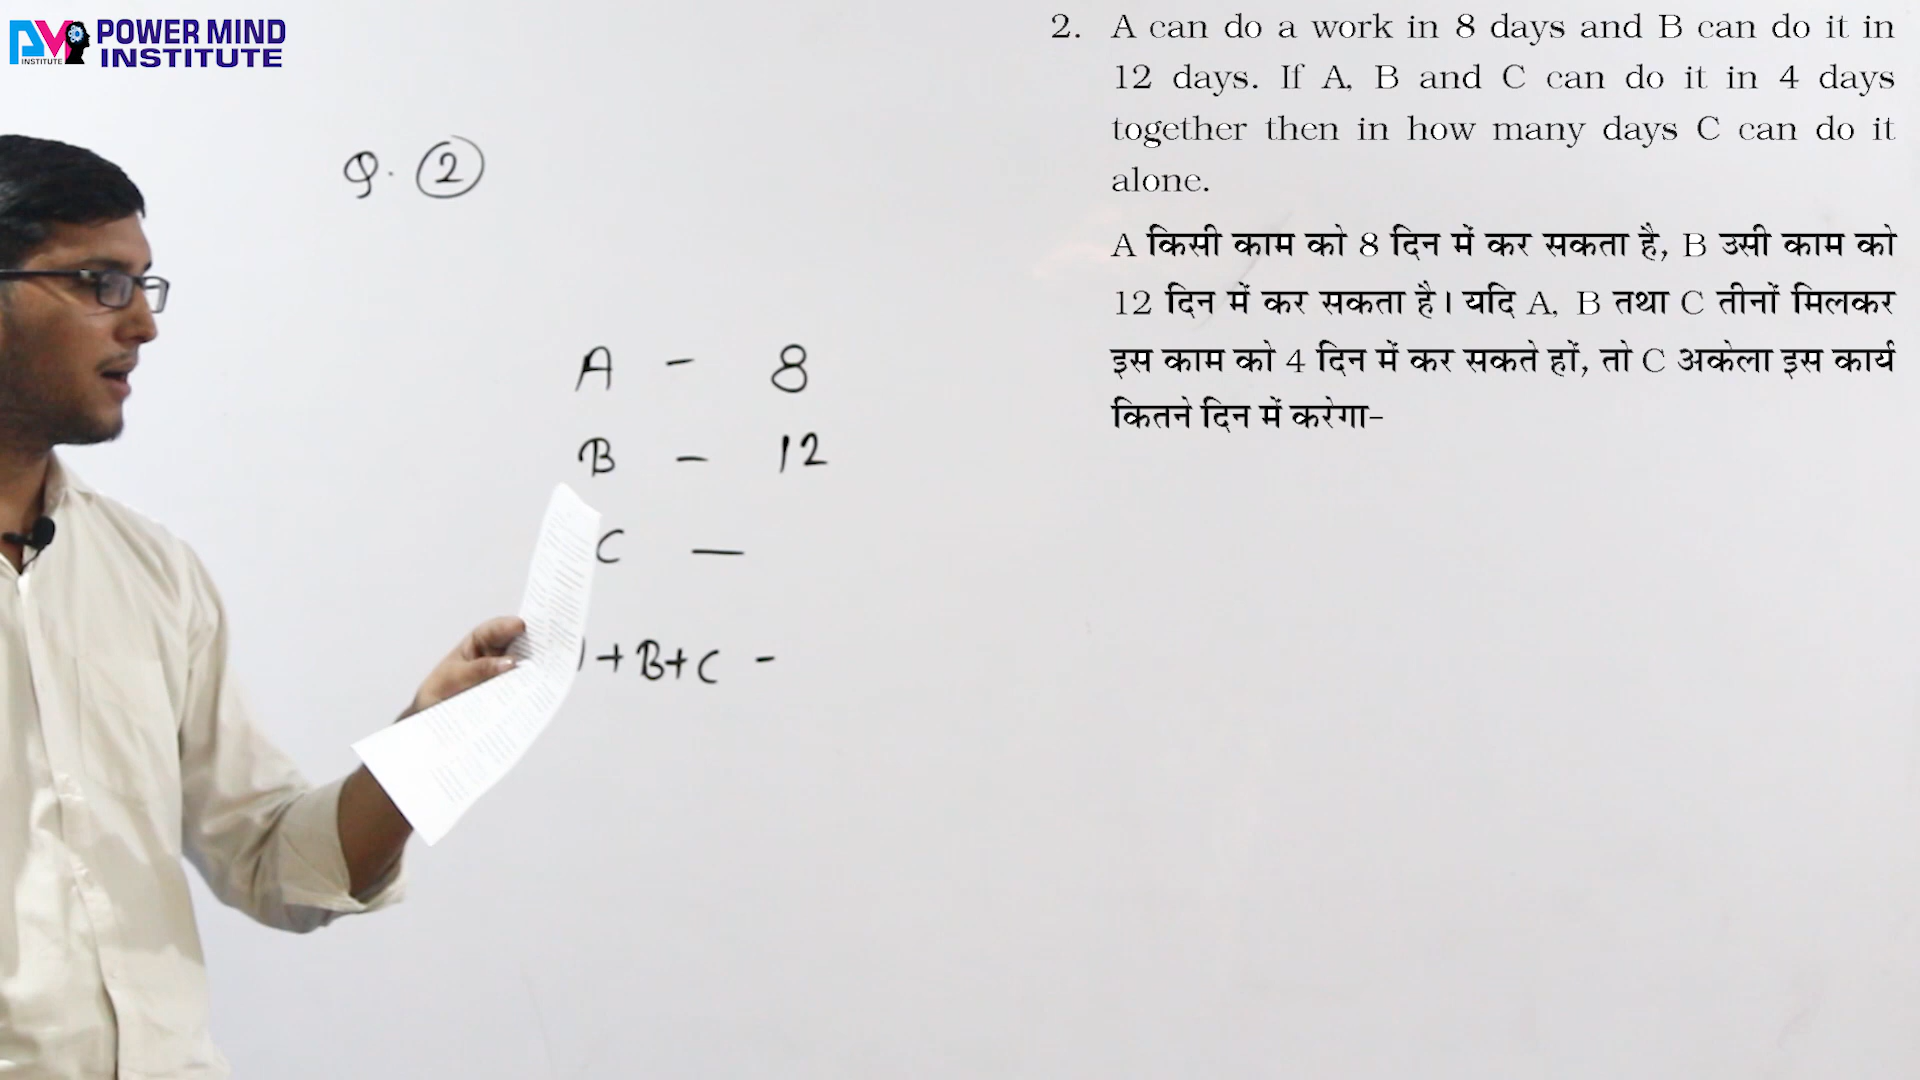 POWER MIND
INSTITUTE
INSTITUTE
2. A can do a work in 8 days and B can do it in
12 days. If A, B and C can do it in 4 days
together then in how many days C can do it
alone.
A किसी काम को 8 दिन में कर सकता है, B उसी काम को
12 दिन में कर सकता है। यदि A, B तथा C तीनों मिलकर
इस काम को 4 दिन में कर सकते हों, तो C अकेला इस कार्य
कितने दिन में करेगा-
Q. 2
A - 8
B - 12
C —
+B+C -